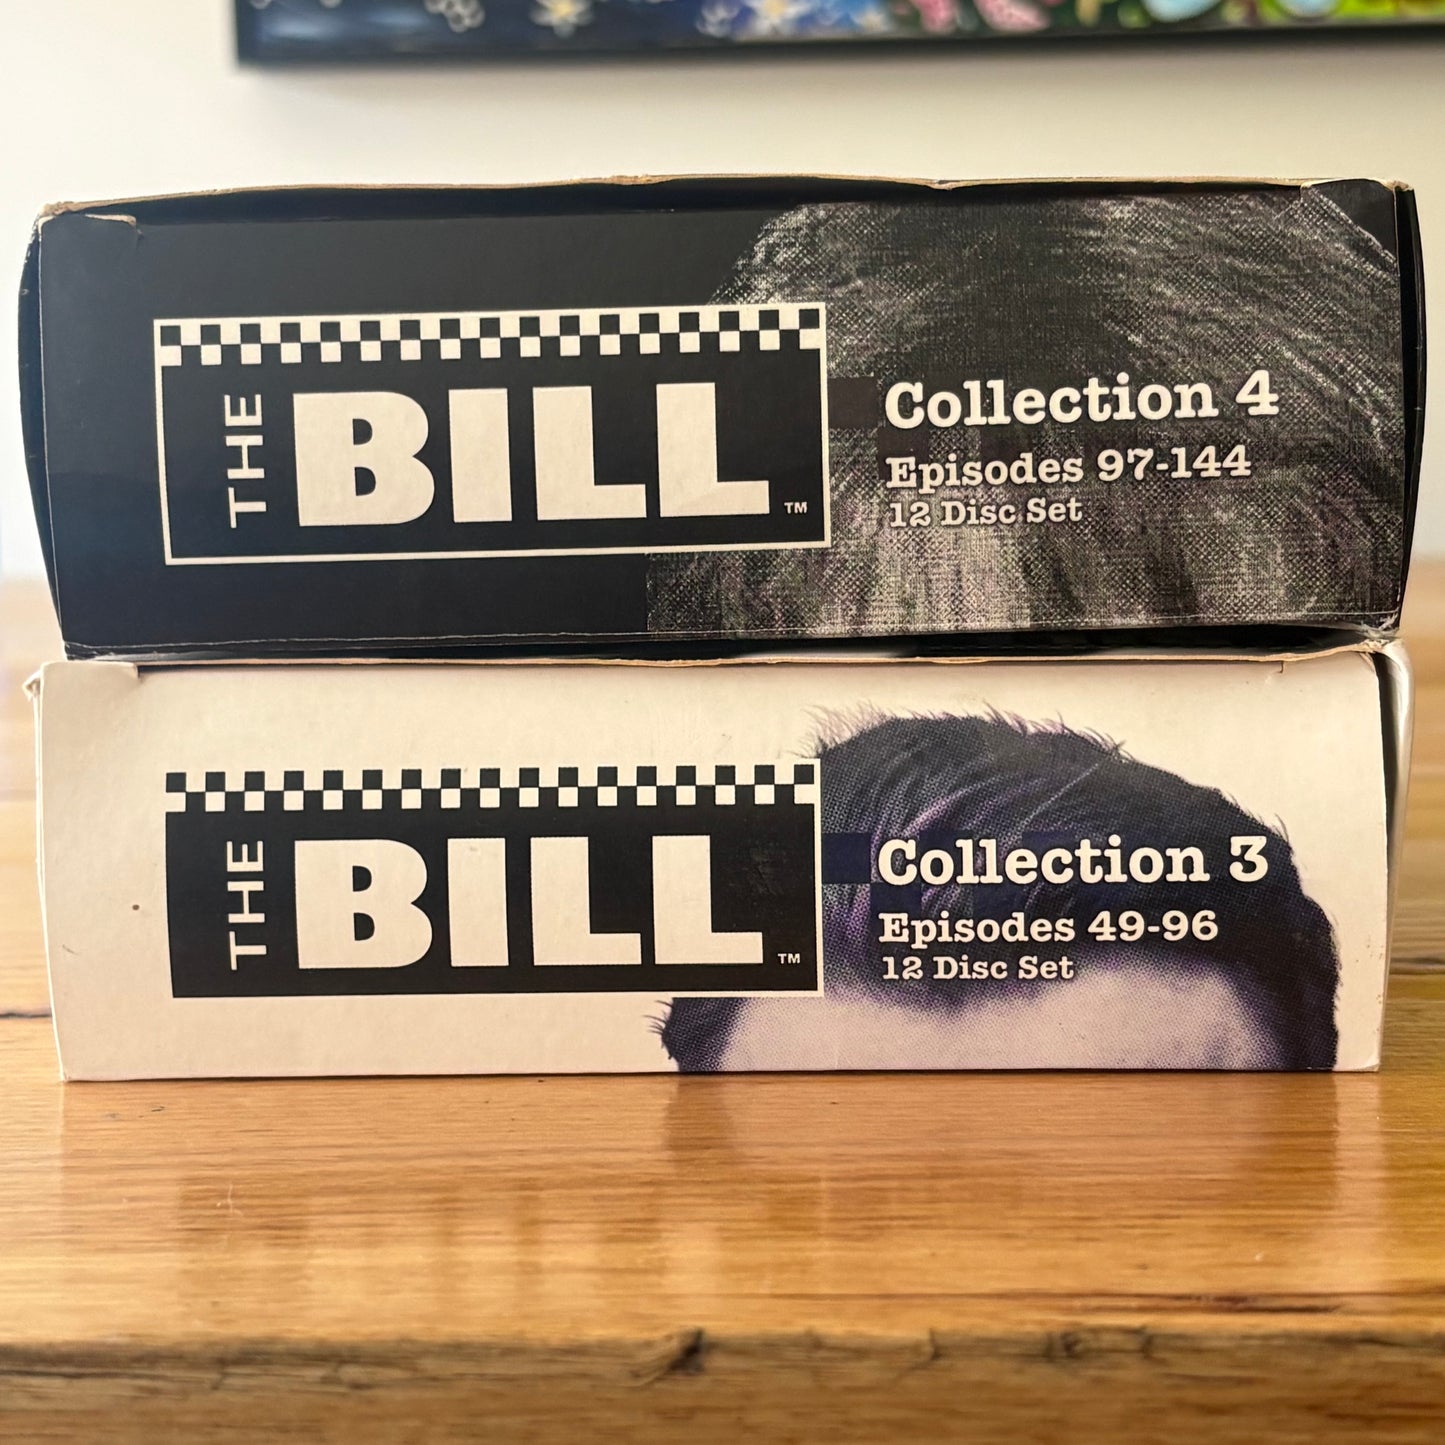 THE BILL ™
Collection 4
Episodes 97-144
12 Disc Set
THE BILL ™
Collection 3
Episodes 49-96
12 Disc Set